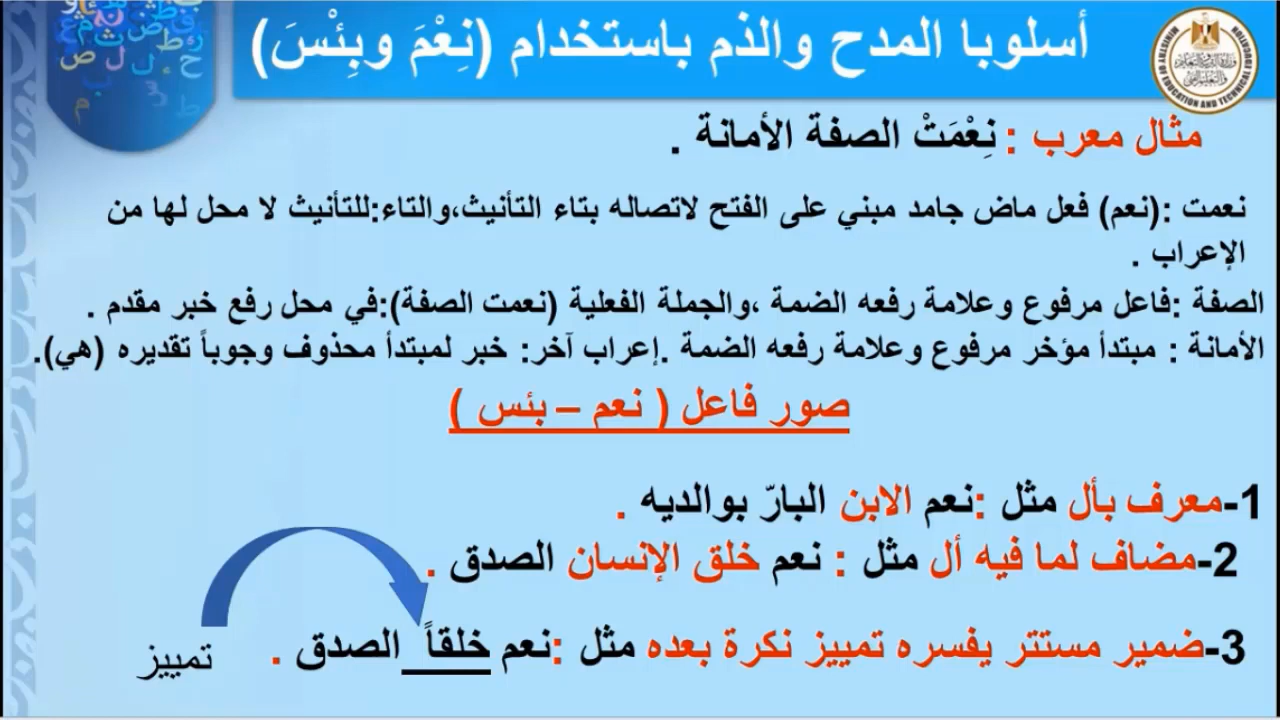 أسلوبا المدح والذم باستخدام (نِعْمَ وبِئْسَ)
مثال معرب : نِعْمَتْ الصفة الأمانة .
نعمت :(نعم) فعل ماض جامد مبني على الفتح لاتصاله بتاء التأنيث،والتاء:للتأنيث لا محل لها من
الإعراب .
الصفة :فاعل مرفوع وعلامة رفعه الضمة ،والجملة الفعلية (نعمت الصفة):في محل رفع خبر مقدم .
الأمانة : مبتدأ مؤخر مرفوع وعلامة رفعه الضمة .إعراب آخر: خبر لمبتدأ محذوف وجوباً تقديره (هي).
صور فاعل ( نعم – بئس )
1-معرف بأل مثل :نعم الابن البارّ بوالديه .
2-مضاف لما فيه أل مثل : نعم خلق الإنسان الصدق .
3-ضمير مستتر يفسره تمييز نكرة بعده مثل :نعم خلقاً الصدق .
تمييز